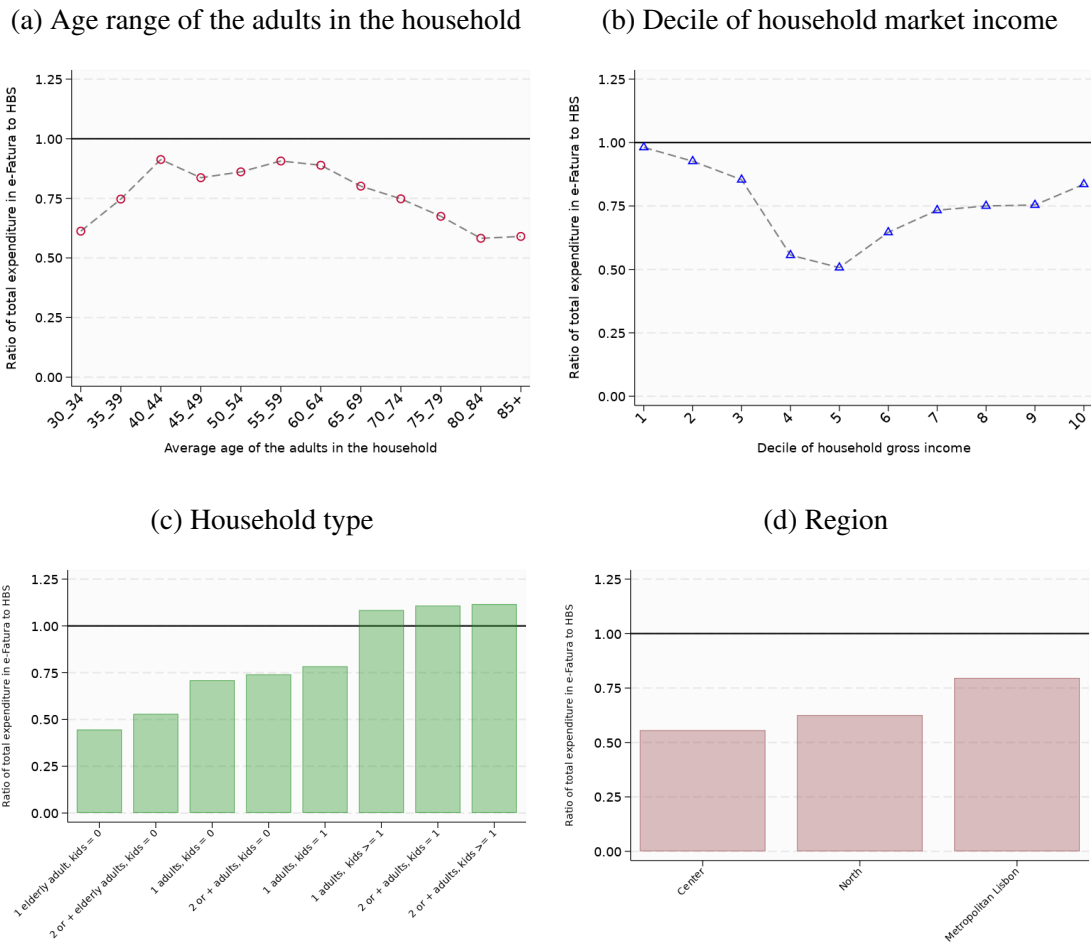 (a) Age range of the adults in the household
Ratio of total expenditure in e-Fatura to HBS
1.25
1.00
0.75
0.50
0.25
0.00
30_34
35_39
40_44
45_49
50_54
55_59
60_64
65_69
70_74
75_79
80_84
85+
Average age of the adults in the household
(b) Decile of household market income
Ratio of total expenditure in e-Fatura to HBS
1.25
1.00
0.75
0.50
0.25
0.00
1
2
3
4
5
6
7
8
9
10
Decile of household gross income
(c) Household type
Ratio of total expenditure in e-Fatura to HBS
1.25
1.00
0.75
0.50
0.25
0.00
1 elderly adult, kids = 0
2 or + elderly adults, kids = 0
1 adults, kids = 0
2 or + adults, kids = 0
1 adults, kids = 1
1 adults, kids >= 1
2 or + adults, kids = 1
2 or + adults, kids >= 1
(d) Region
Ratio of total expenditure in e-Fatura to HBS
1.25
1.00
0.75
0.50
0.25
0.00
Center
North
Metropolitan Lisbon